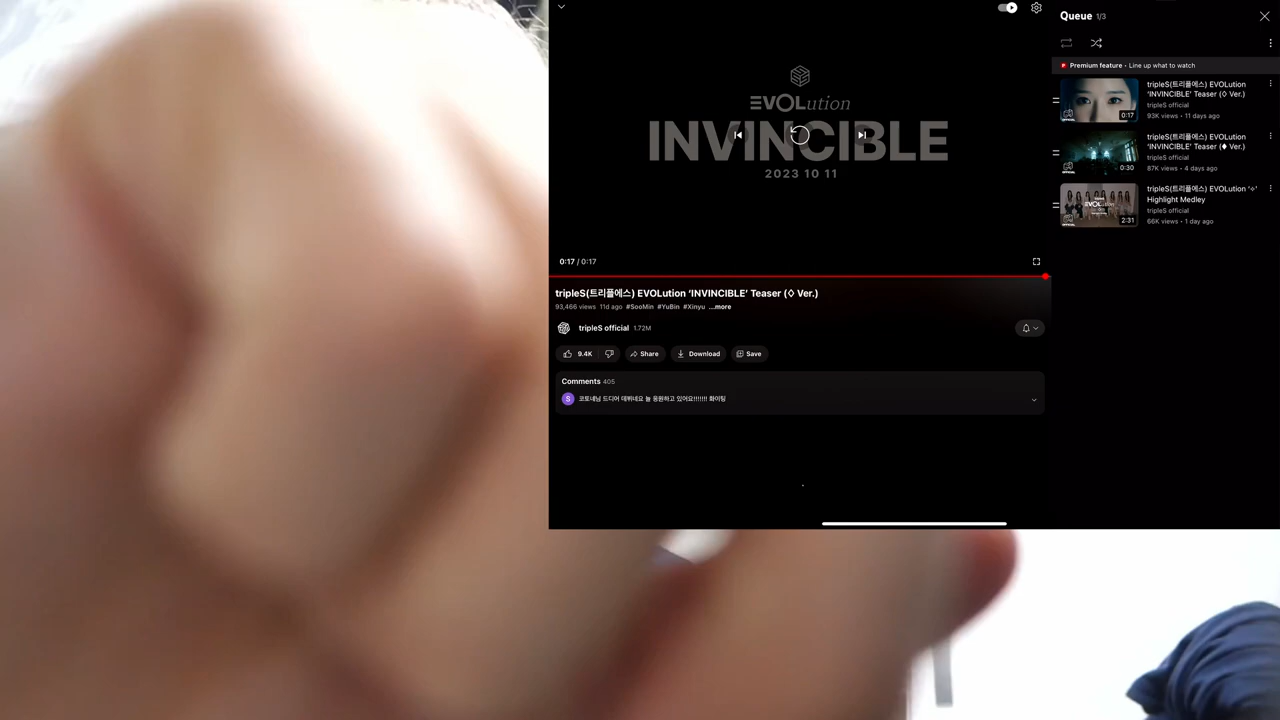 EVOLution
INVINCIBLE
2023 10 11
0:17 / 0:17
tripleS(트리플에스) EVOLution ‘INVINCIBLE’ Teaser (◇ Ver.)
93,466 views 11d ago #SooMin #YuBin #Xinyu ...more
tripleS official 1.72M
9.4K
Share
Download
Save
Comments 405
S
코토네님 드디어 데뷔네요 늘 응원하고 있어요!!!!!!! 화이팅
Queue 1/3
Premium feature • Line up what to watch
tripleS(트리플에스) EVOLution
‘INVINCIBLE’ Teaser (◇ Ver.)
tripleS official
93K views • 11 days ago
0:17
tripleS(트리플에스) EVOLution
‘INVINCIBLE’ Teaser (♦ Ver.)
tripleS official
87K views • 4 days ago
0:30
tripleS(트리플에스) EVOLution ‘⟡’
Highlight Medley
tripleS official
66K views • 1 day ago
EVOLution
2:31